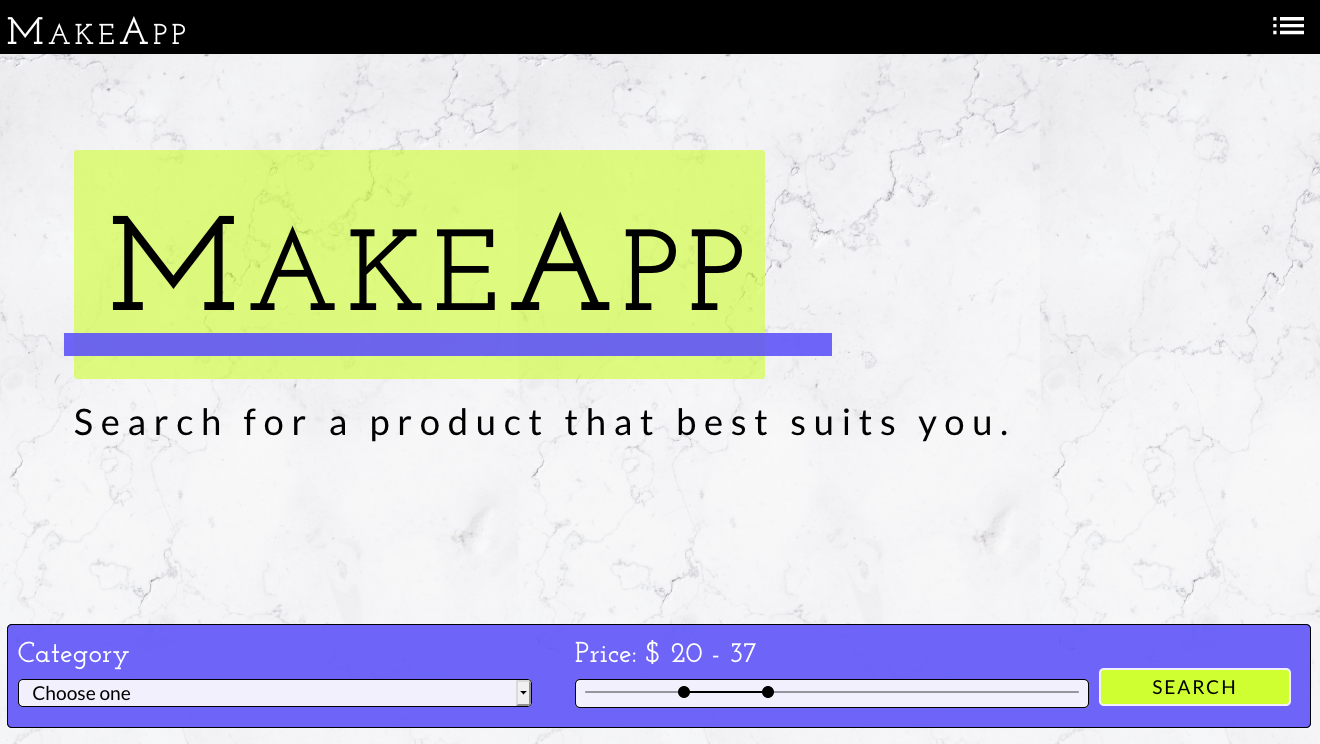 MakeApp
MakeApp
Search for a product that best suits you.
Category
Price: $ 20 - 37
Choose one
SEARCH